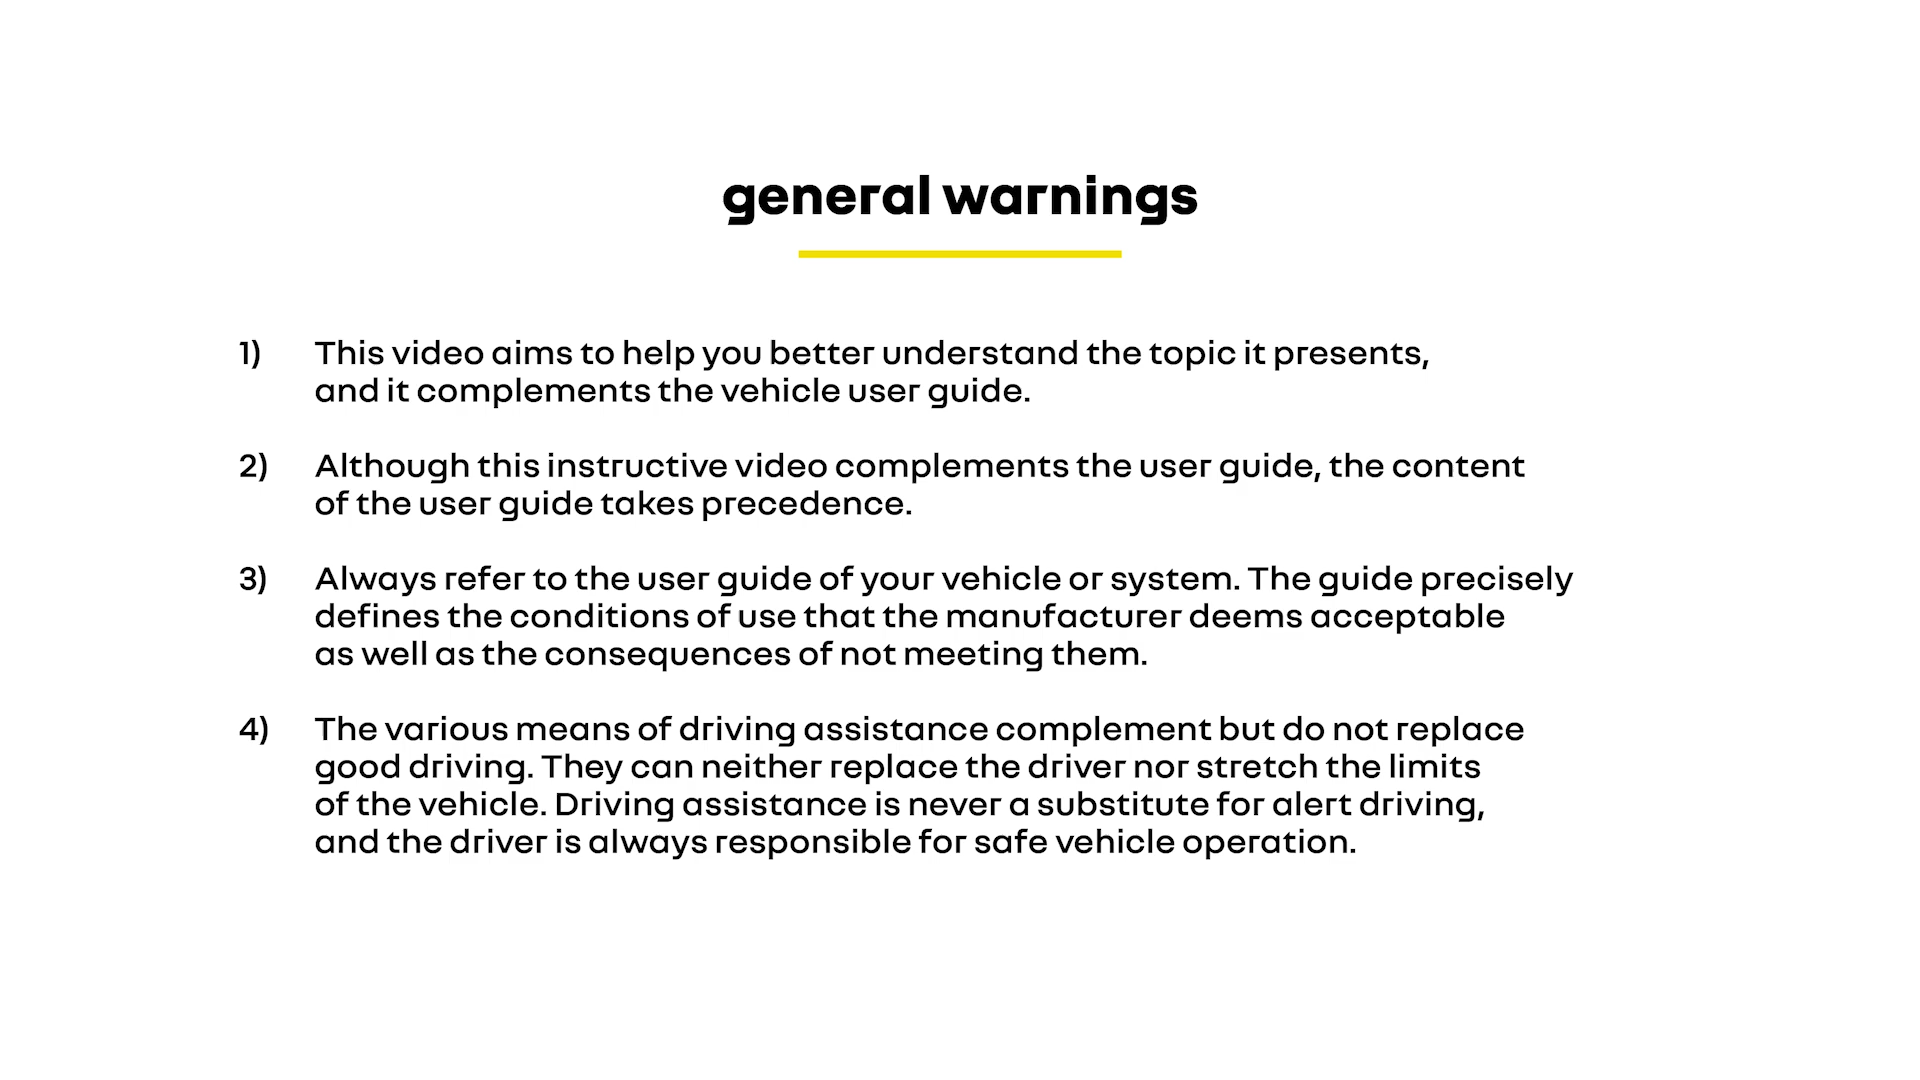 general warnings
1) This video aims to help you better understand the topic it presents,
and it complements the vehicle user guide.
2) Although this instructive video complements the user guide, the content
of the user guide takes precedence.
3) Always refer to the user guide of your vehicle or system. The guide precisely
defines the conditions of use that the manufacturer deems acceptable
as well as the consequences of not meeting them.
4) The various means of driving assistance complement but do not replace
good driving. They can neither replace the driver nor stretch the limits
of the vehicle. Driving assistance is never a substitute for alert driving,
and the driver is always responsible for safe vehicle operation.